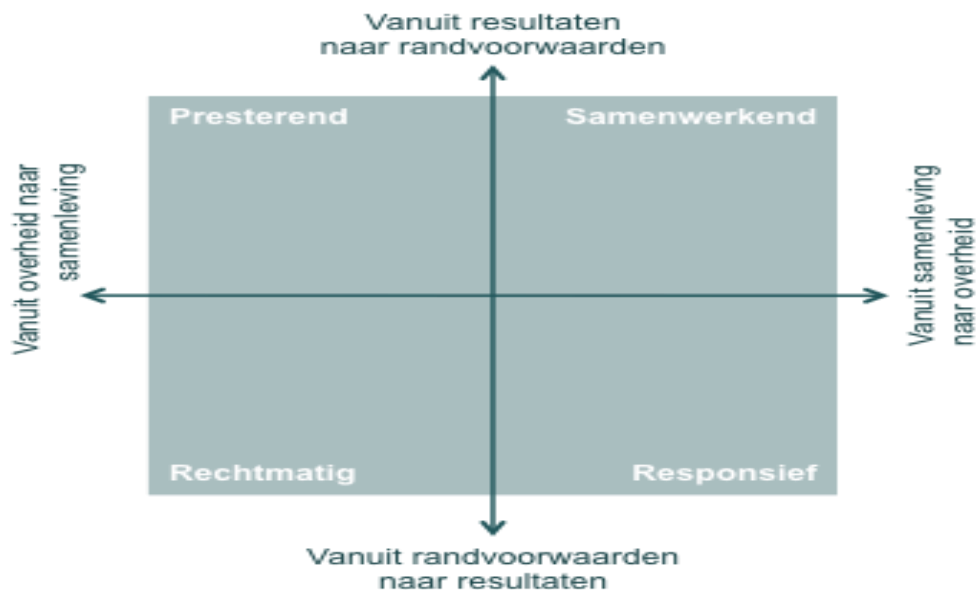 Vanuit resultaten
naar randvoorwaarden
Presterend
Samenwerkend
Vanuit overheid naar
samenleving
Vanuit samenleving
naar overheid
Rechtmatig
Responsief
Vanuit randvoorwaarden
naar resultaten